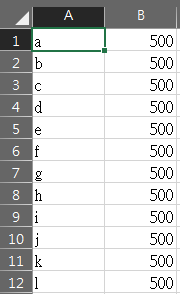 A B
1 a 500
2 b 500
3 c 500
4 d 500
5 e 500
6 f 500
7 g 500
8 h 500
9 i 500
10 j 500
11 k 500
12 l 500